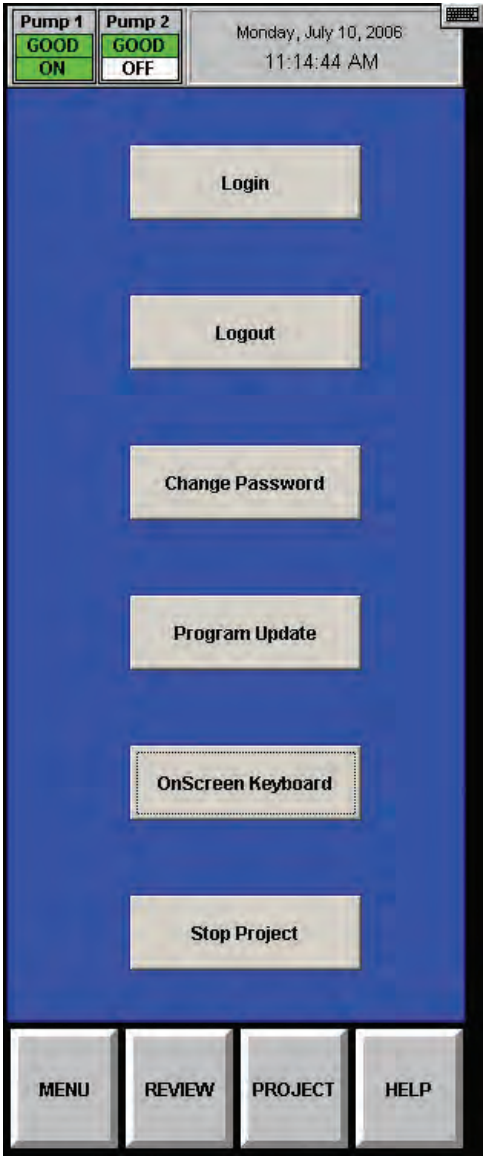 Pump 1
GOOD
ON
Pump 2
GOOD
OFF
Monday, July 10, 2006
11:14:44 AM
Login
Logout
Change Password
Program Update
OnScreen Keyboard
Stop Project
MENU
REVIEW
PROJECT
HELP